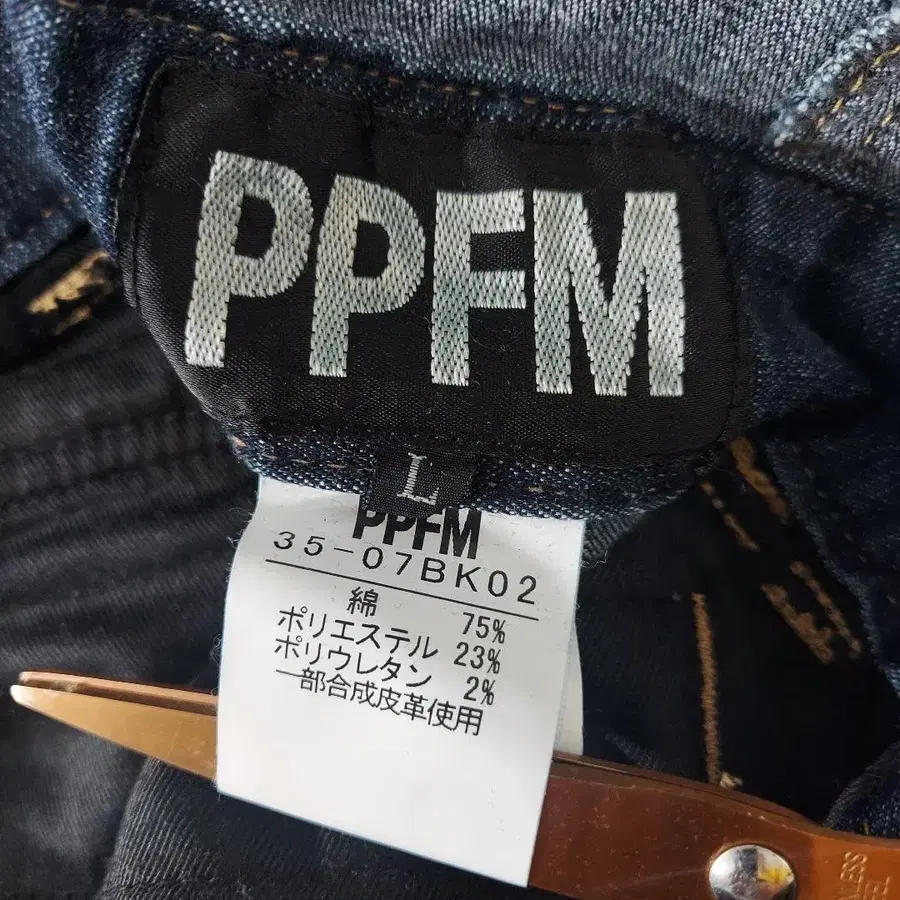 PPFM
L
PPFM
35-07BK02
綿 75%
ポリエステル 23%
ポリウレタン 2%
一部合成皮革使用